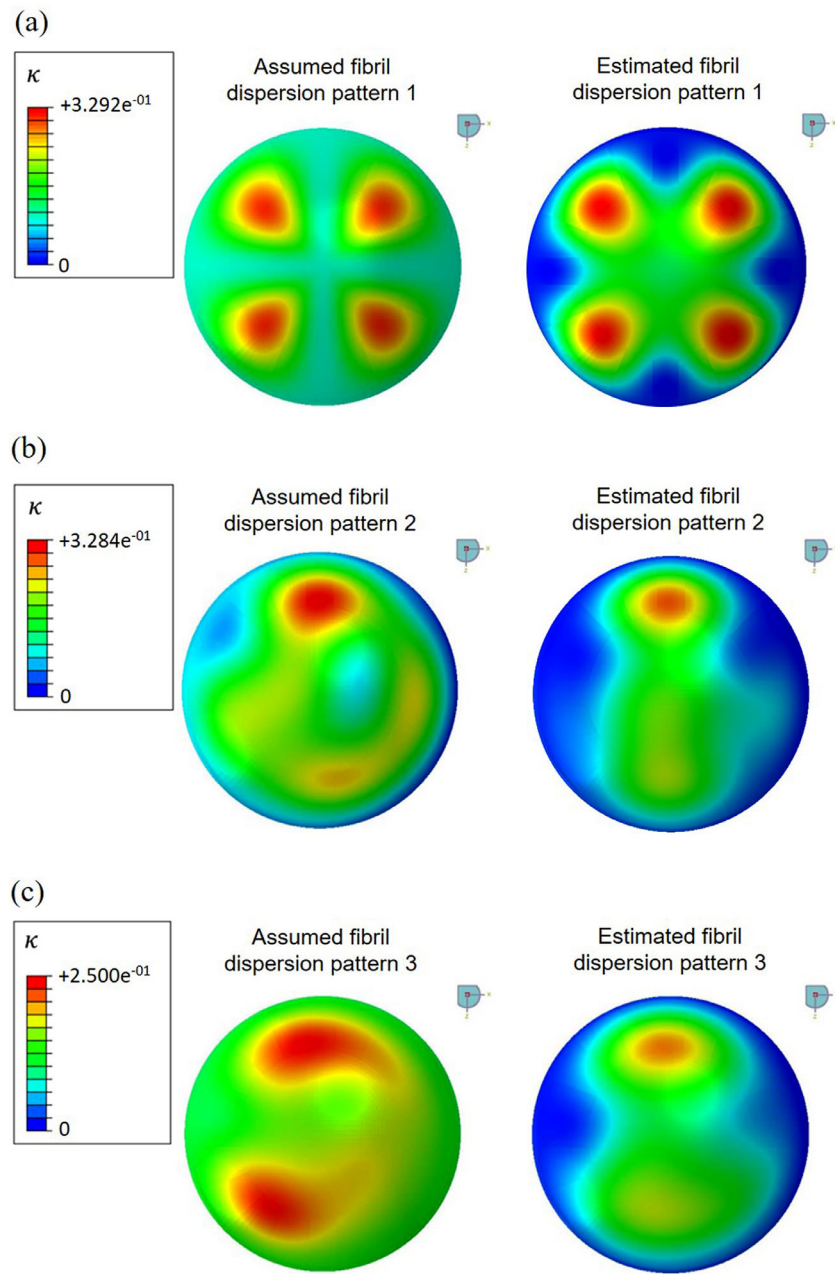 (a)
κ
+3.292e-01
0
Assumed fibril
dispersion pattern 1
Estimated fibril
dispersion pattern 1
x
z
x
z
(b)
κ
+3.284e-01
0
Assumed fibril
dispersion pattern 2
Estimated fibril
dispersion pattern 2
x
z
x
z
(c)
κ
+2.500e-01
0
Assumed fibril
dispersion pattern 3
Estimated fibril
dispersion pattern 3
x
z
x
z